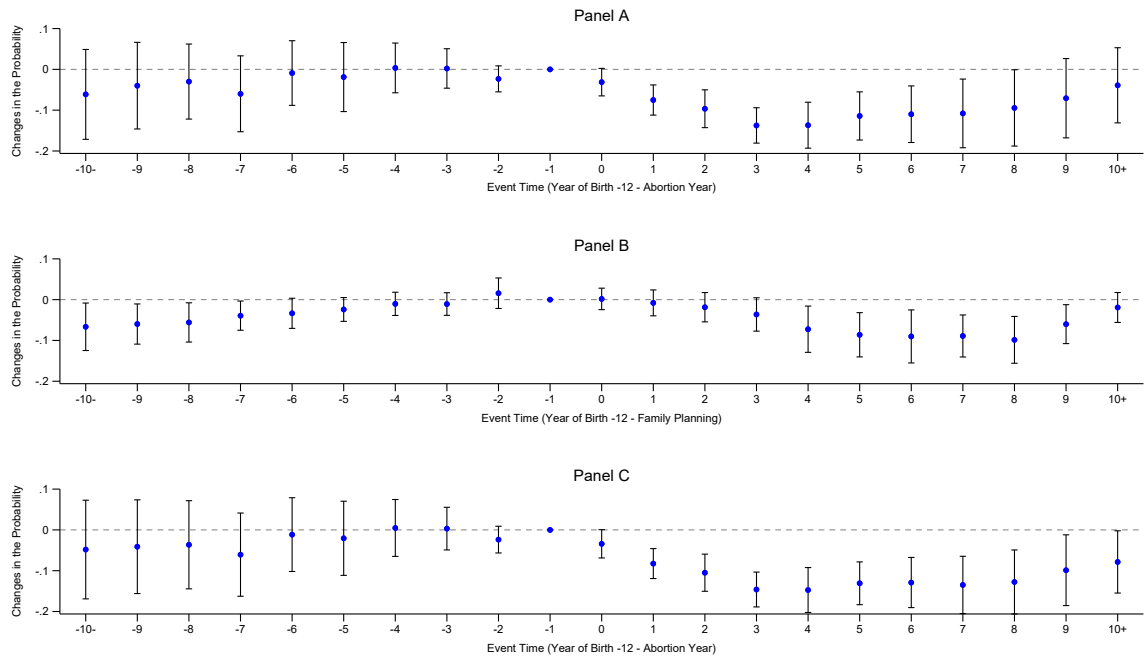 Panel A
Changes in the Probability
.1
0
-.1
-.2
-10- -9 -8 -7 -6 -5 -4 -3 -2 -1 0 1 2 3 4 5 6 7 8 9 10+
Event Time (Year of Birth -12 - Abortion Year)
Panel B
Changes in the Probability
.1
0
-.1
-.2
-10- -9 -8 -7 -6 -5 -4 -3 -2 -1 0 1 2 3 4 5 6 7 8 9 10+
Event Time (Year of Birth -12 - Family Planning)
Panel C
Changes in the Probability
.1
0
-.1
-.2
-10- -9 -8 -7 -6 -5 -4 -3 -2 -1 0 1 2 3 4 5 6 7 8 9 10+
Event Time (Year of Birth -12 - Abortion Year)